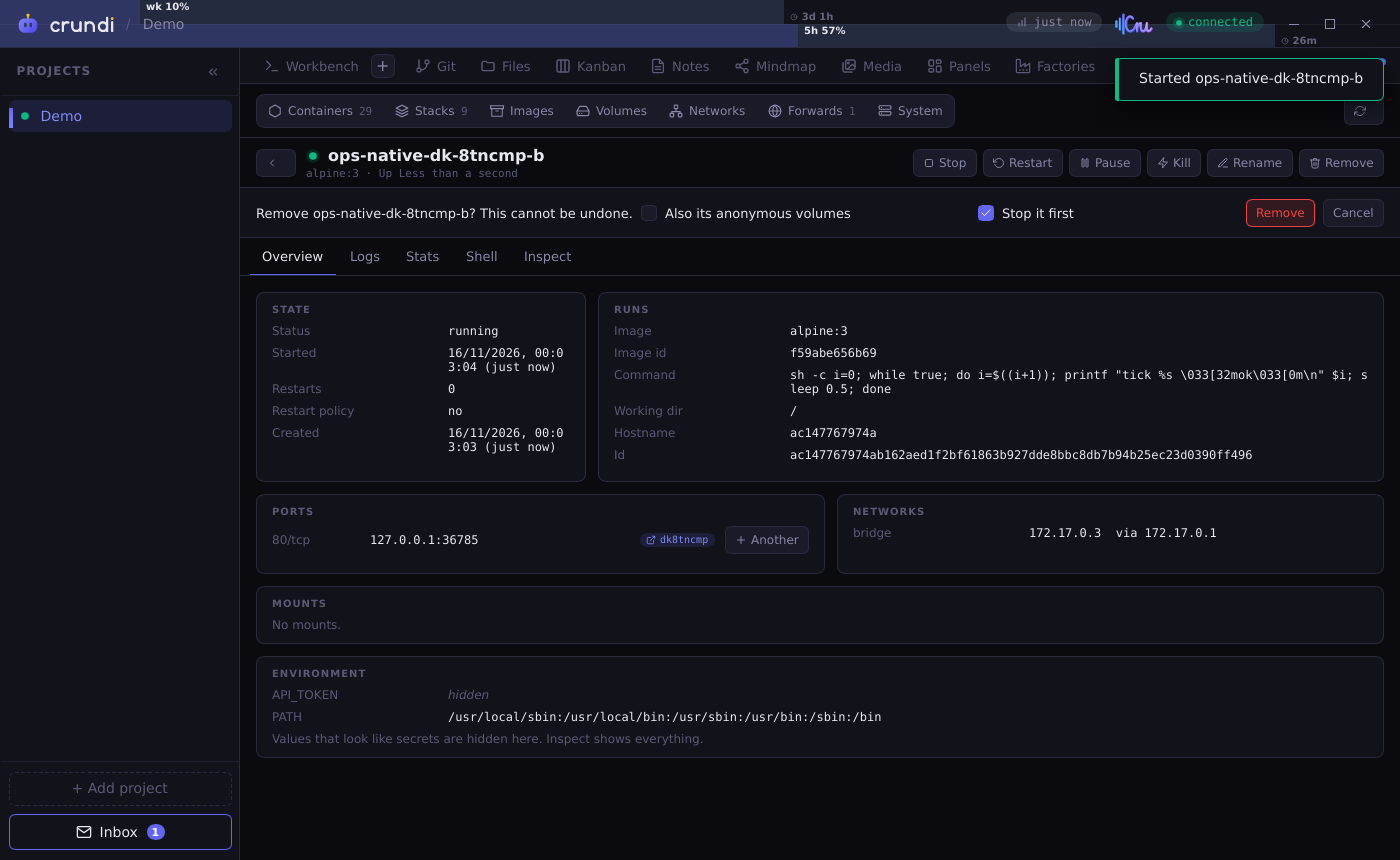 wk 10%
crundi / Demo
3d 1h
5h 57%
just now
Cru
connected
26m
PROJECTS
«
Workbench
Git
Files
Kanban
Notes
Mindmap
Media
Panels
Factories
Started ops-native-dk-8tncmp-b
Demo
Containers 29
Stacks 9
Images
Volumes
Networks
Forwards 1
System
ops-native-dk-8tncmp-b
alpine:3 · Up Less than a second
Stop
Restart
Pause
Kill
Rename
Remove
Remove ops-native-dk-8tncmp-b? This cannot be undone.
Also its anonymous volumes
Stop it first
Remove
Cancel
Overview
Logs
Stats
Shell
Inspect
STATE
Status running
Started 16/11/2026, 00:0
3:04 (just now)
Restarts 0
Restart policy no
Created 16/11/2026, 00:0
3:03 (just now)
RUNS
Image alpine:3
Image id f59abe656b69
Command sh -c i=0; while true; do i=$((i+1)); printf "tick %s \033[32mok\033[0m\n" $i; s
leep 0.5; done
Working dir /
Hostname ac147767974a
Id ac147767974ab162aed1f2bf61863b927dde8bbc8db7b94b25ec23d0390ff496
PORTS
80/tcp 127.0.0.1:36785 dk8tncmp + Another
NETWORKS
bridge 172.17.0.3 via 172.17.0.1
MOUNTS
No mounts.
ENVIRONMENT
API_TOKEN hidden
PATH /usr/local/sbin:/usr/local/bin:/usr/sbin:/usr/bin:/sbin:/bin
Values that look like secrets are hidden here. Inspect shows everything.
+ Add project
Inbox 1